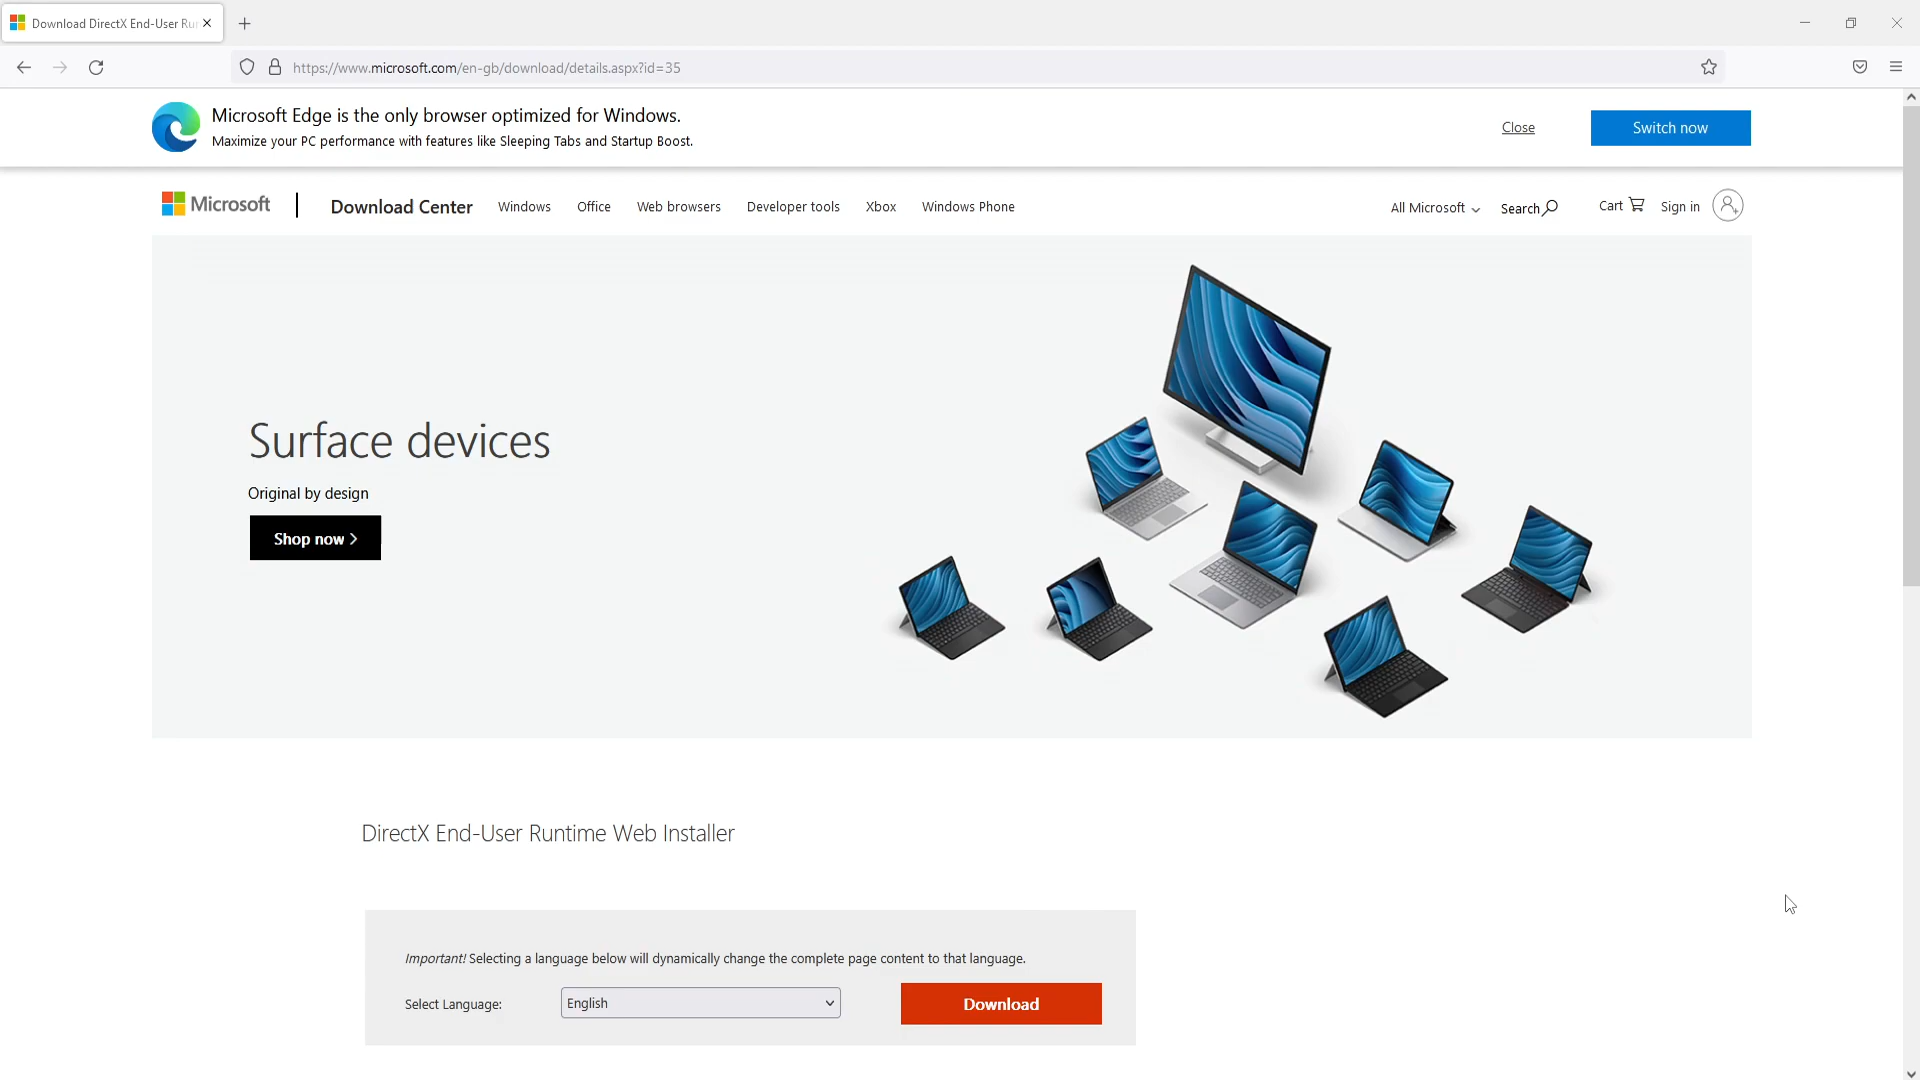 Download DirectX End-User Ru
https://www.microsoft.com/en-gb/download/details.aspx?id=35
Microsoft Edge is the only browser optimized for Windows.
Maximize your PC performance with features like Sleeping Tabs and Startup Boost.
Close
Switch now
Microsoft
Download Center
Windows
Office
Web browsers
Developer tools
Xbox
Windows Phone
All Microsoft
Search
Cart
Sign in
Surface devices
Original by design
Shop now
DirectX End-User Runtime Web Installer
Important! Selecting a language below will dynamically change the complete page content to that language.
Select Language:
English
Download